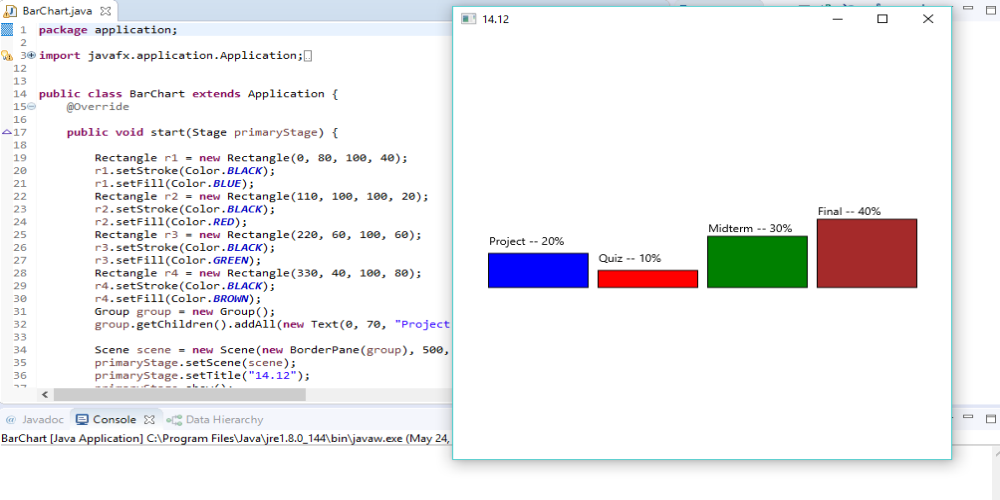 BarChart.java
1 package application;
2
3 import javafx.application.Application;
12
13
14 public class BarChart extends Application {
15 @Override
16
17 public void start(Stage primaryStage) {
18
19 Rectangle r1 = new Rectangle(0, 80, 100, 40);
20 r1.setStroke(Color.BLACK);
21 r1.setFill(Color.BLUE);
22 Rectangle r2 = new Rectangle(110, 100, 100, 20);
23 r2.setStroke(Color.BLACK);
24 r2.setFill(Color.RED);
25 Rectangle r3 = new Rectangle(220, 60, 100, 60);
26 r3.setStroke(Color.BLACK);
27 r3.setFill(Color.GREEN);
28 Rectangle r4 = new Rectangle(330, 40, 100, 80);
29 r4.setStroke(Color.BLACK);
30 r4.setFill(Color.BROWN);
31 Group group = new Group();
32 group.getChildren().addAll(new Text(0, 70, "Project
33
34 Scene scene = new Scene(new BorderPane(group), 500,
35 primaryStage.setScene(scene);
36 primaryStage.setTitle("14.12");
14.12
Project -- 20%
Quiz -- 10%
Midterm -- 30%
Final -- 40%
@ Javadoc Console Data Hierarchy
BarChart [Java Application] C:\Program Files\Java\jre1.8.0_144\bin\javaw.exe (May 24,